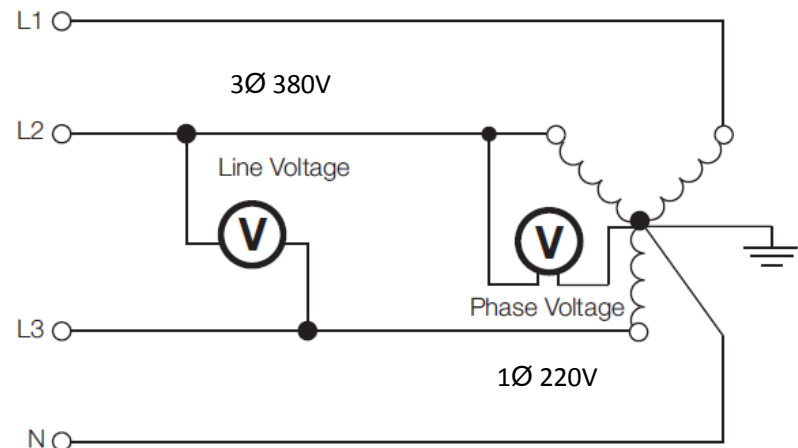 L1
3Ø 380V
L2
Line Voltage
V
V
Phase Voltage
L3
1Ø 220V
N